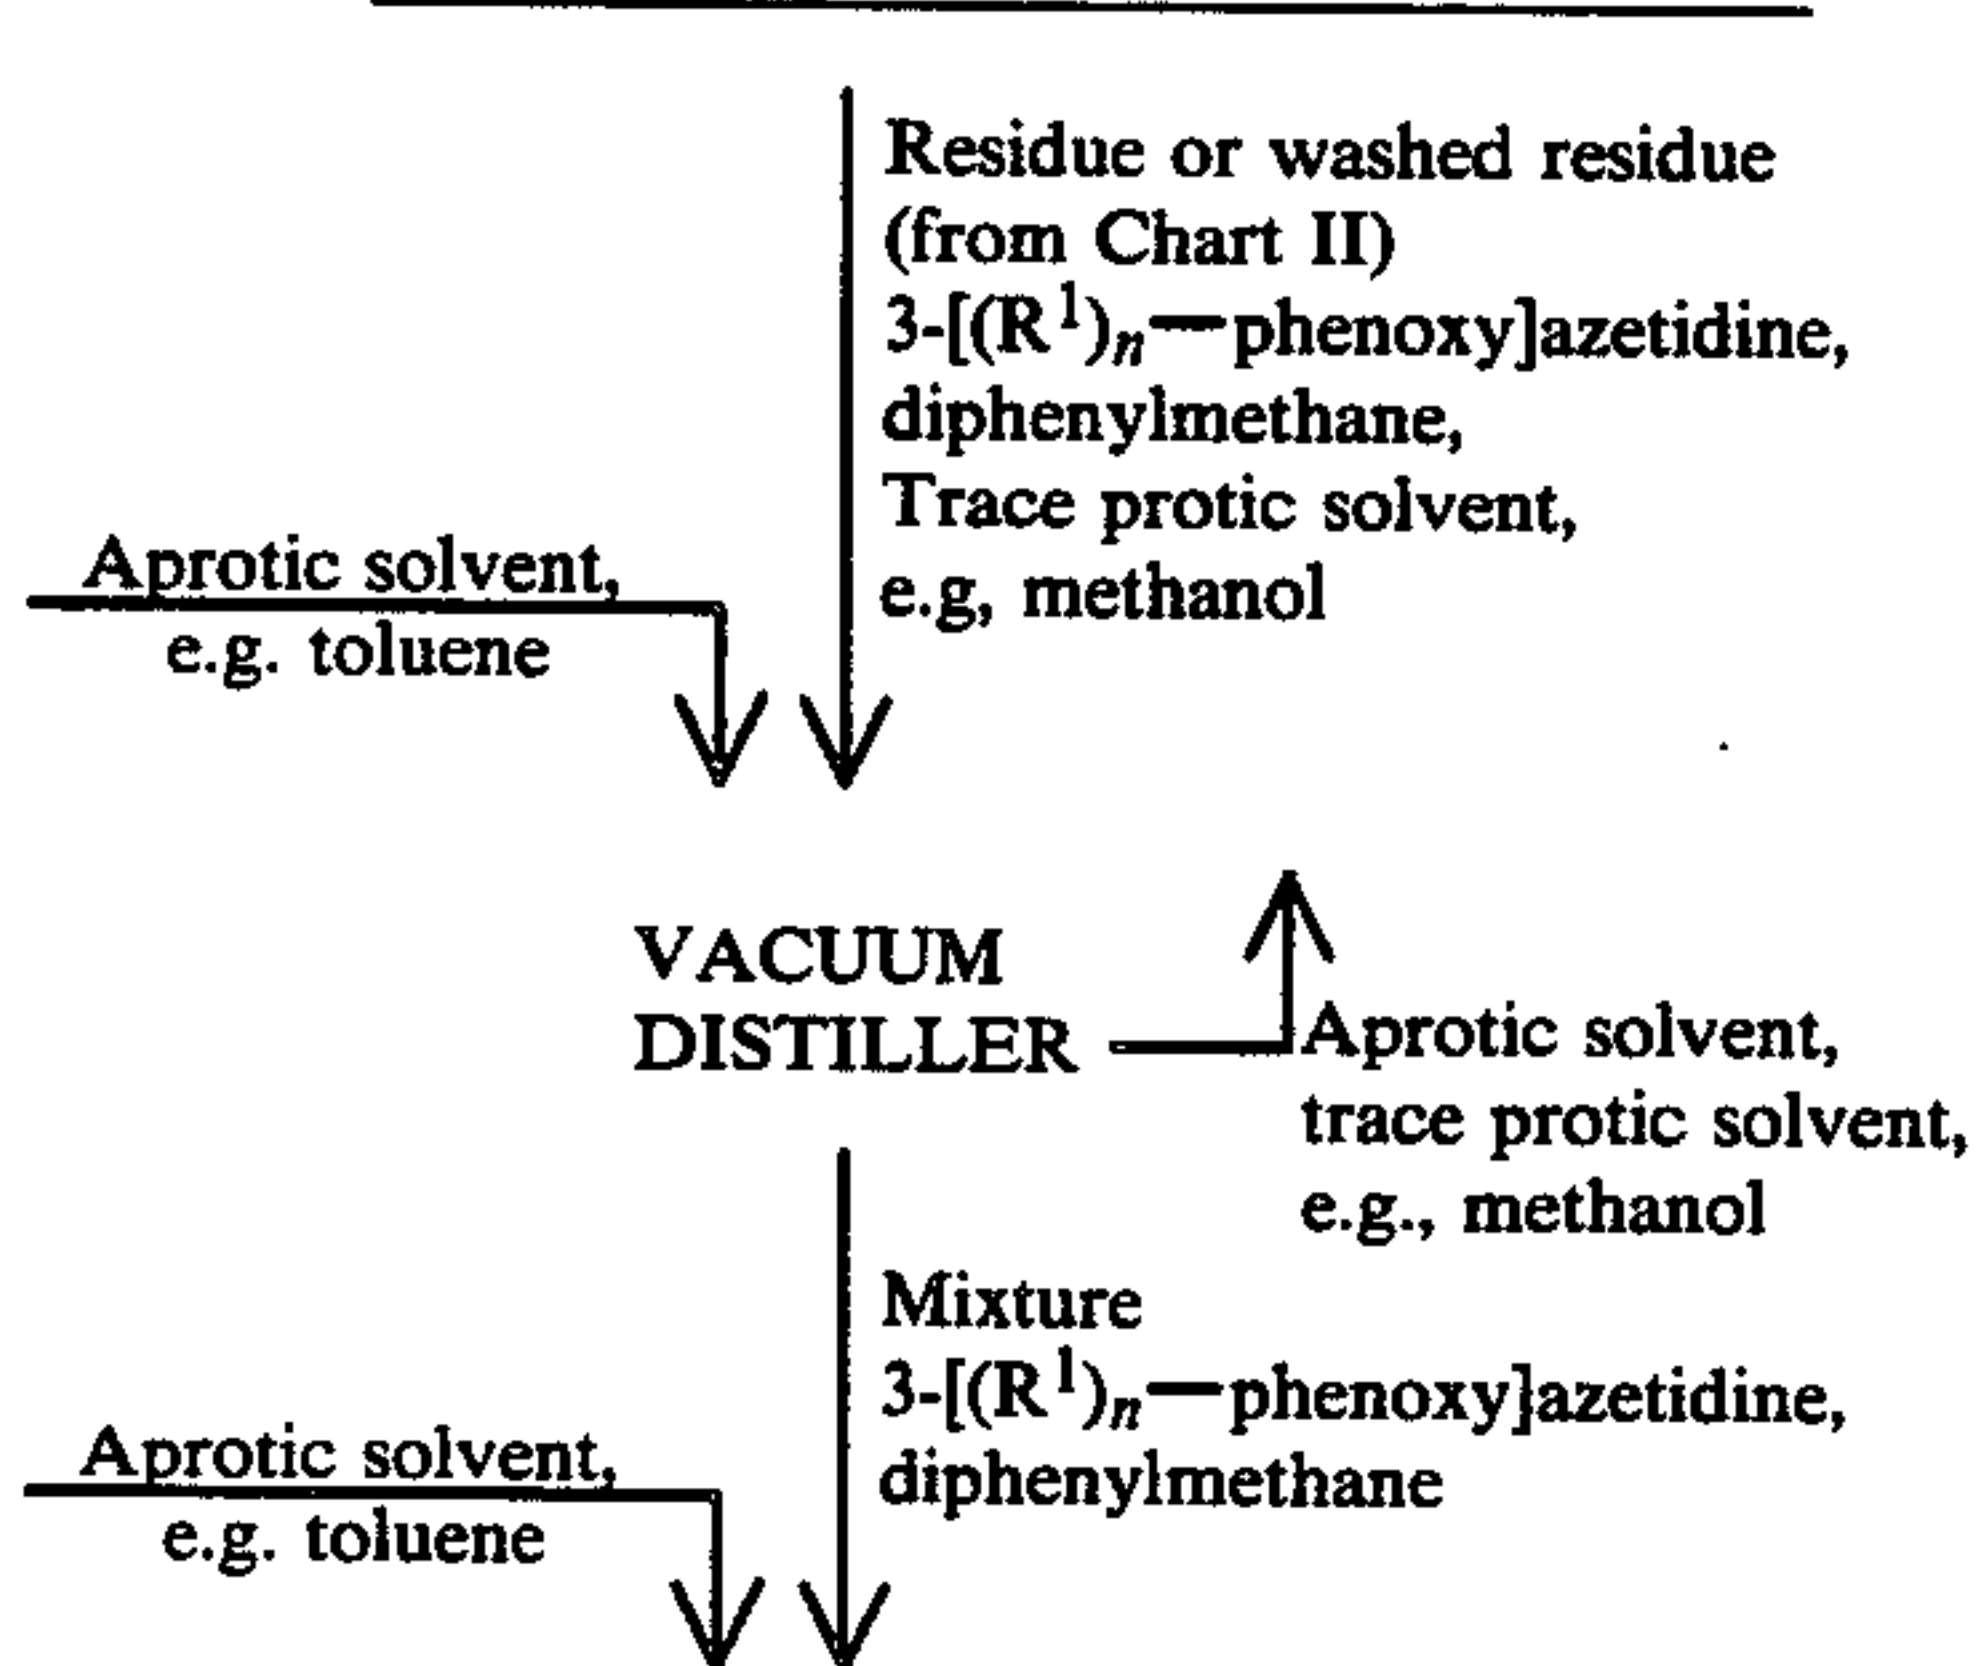 Residue or washed residue
(from Chart II)
3-[(R¹)ₙ—phenoxy]azetidine,
diphenylmethane,
Trace protic solvent,
e.g, methanol
Aprotic solvent,
e.g. toluene
VACUUM
DISTILLER
Aprotic solvent,
trace protic solvent,
e.g., methanol
Mixture
3-[(R¹)ₙ—phenoxy]azetidine,
diphenylmethane
Aprotic solvent,
e.g. toluene